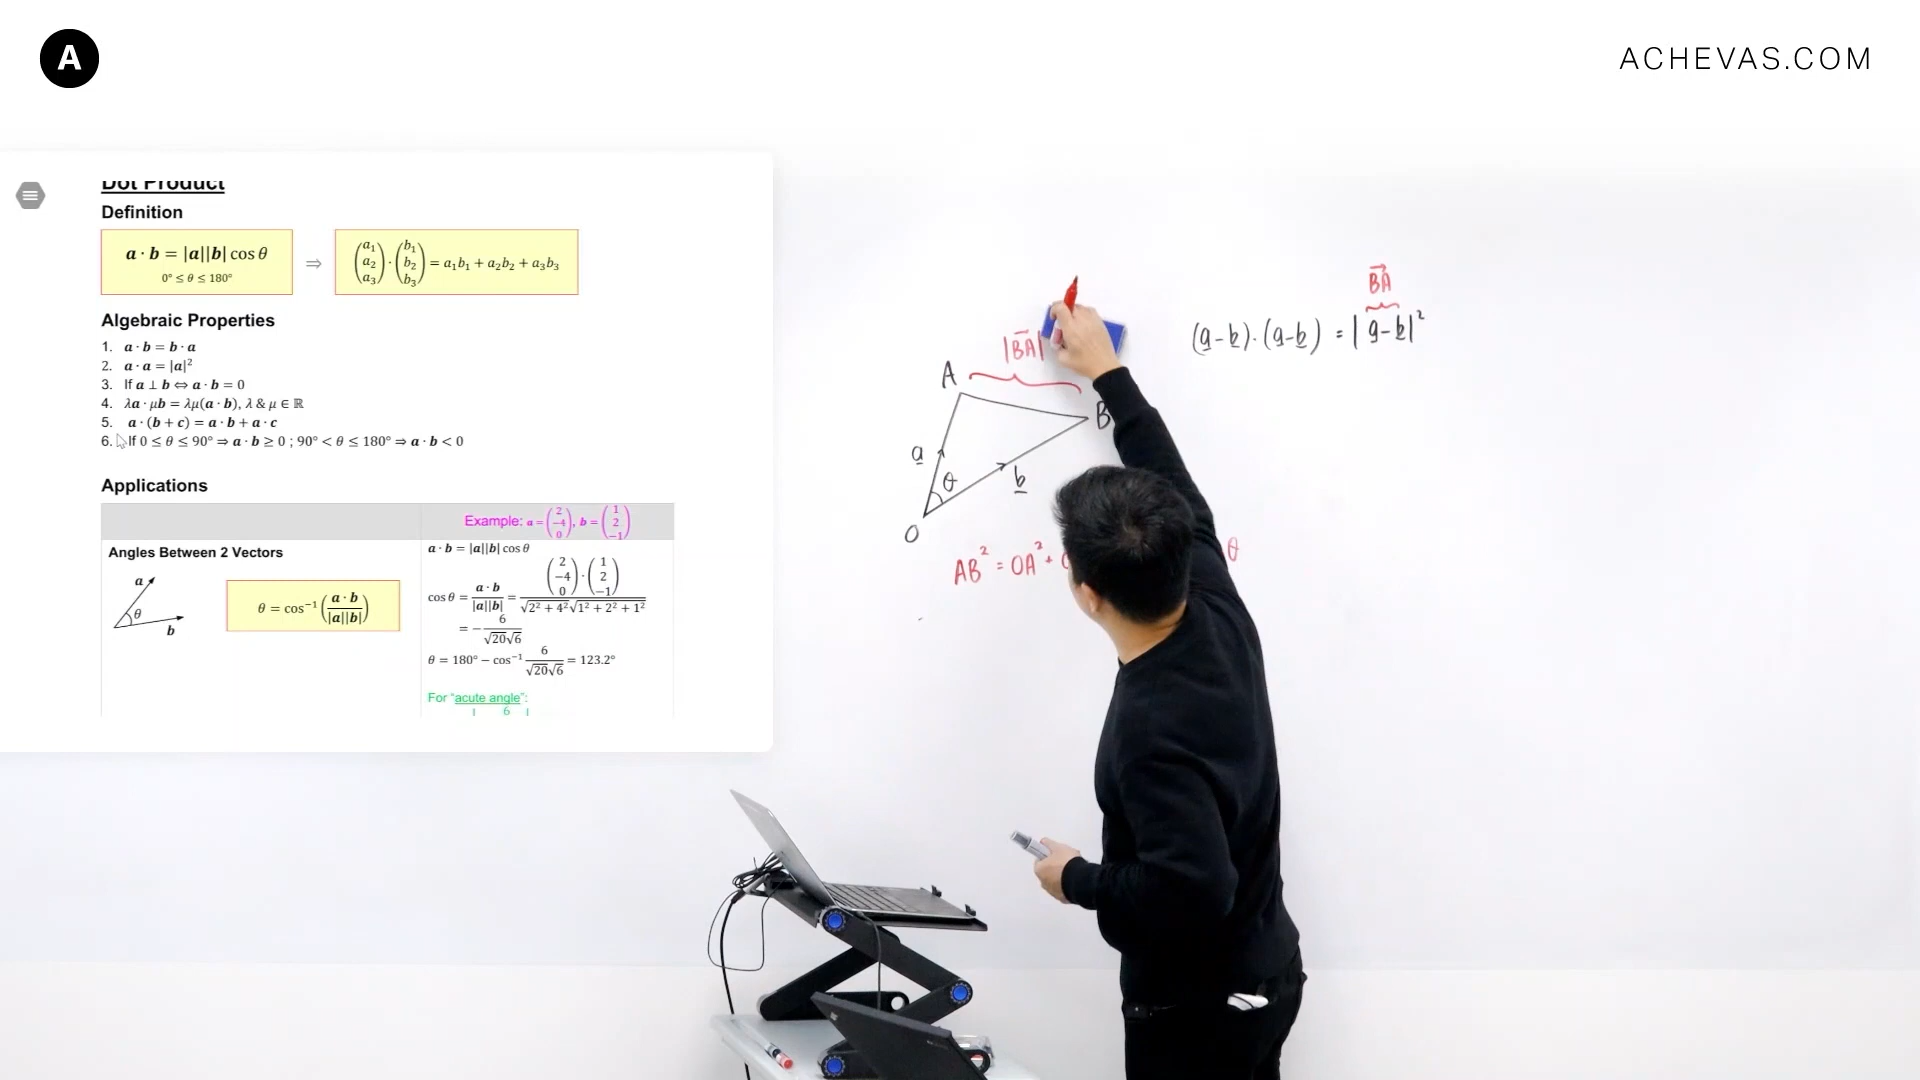 A
ACHEVAS.COM
Dot Product
Definition
a · b = |a||b| cos θ
0° ≤ θ ≤ 180°
⇒
(a₁ a₂ a₃) · (b₁ b₂ b₃) = a₁b₁ + a₂b₂ + a₃b₃
Algebraic Properties
1. a · b = b · a
2. a · a = |a|²
3. If a ⊥ b ⇔ a · b = 0
4. λa · μb = λμ(a · b), λ & μ ∈ ℝ
5. a · (b + c) = a · b + a · c
6. If 0 ≤ θ ≤ 90° ⇒ a · b ≥ 0 ; 90° < θ ≤ 180° ⇒ a · b < 0
Applications
Example: a = (2 −4 0), b = (1 2 −1)
Angles Between 2 Vectors
a
θ
b
θ = cos⁻¹ (a · b / |a||b|)
a · b = |a||b| cos θ
cos θ = a · b / |a||b| = (2 −4 0) · (1 2 −1) / √2² + 4² √1² + 2² + 1²
= − 6 / √20√6
θ = 180° − cos⁻¹ 6 / √20√6 = 123.2°
For “acute angle”:
| 6 |
|BA|
A
B
a
θ
b
O
AB² = OA² +
θ
BA
(a-b)·(a-b) = |a-b|²